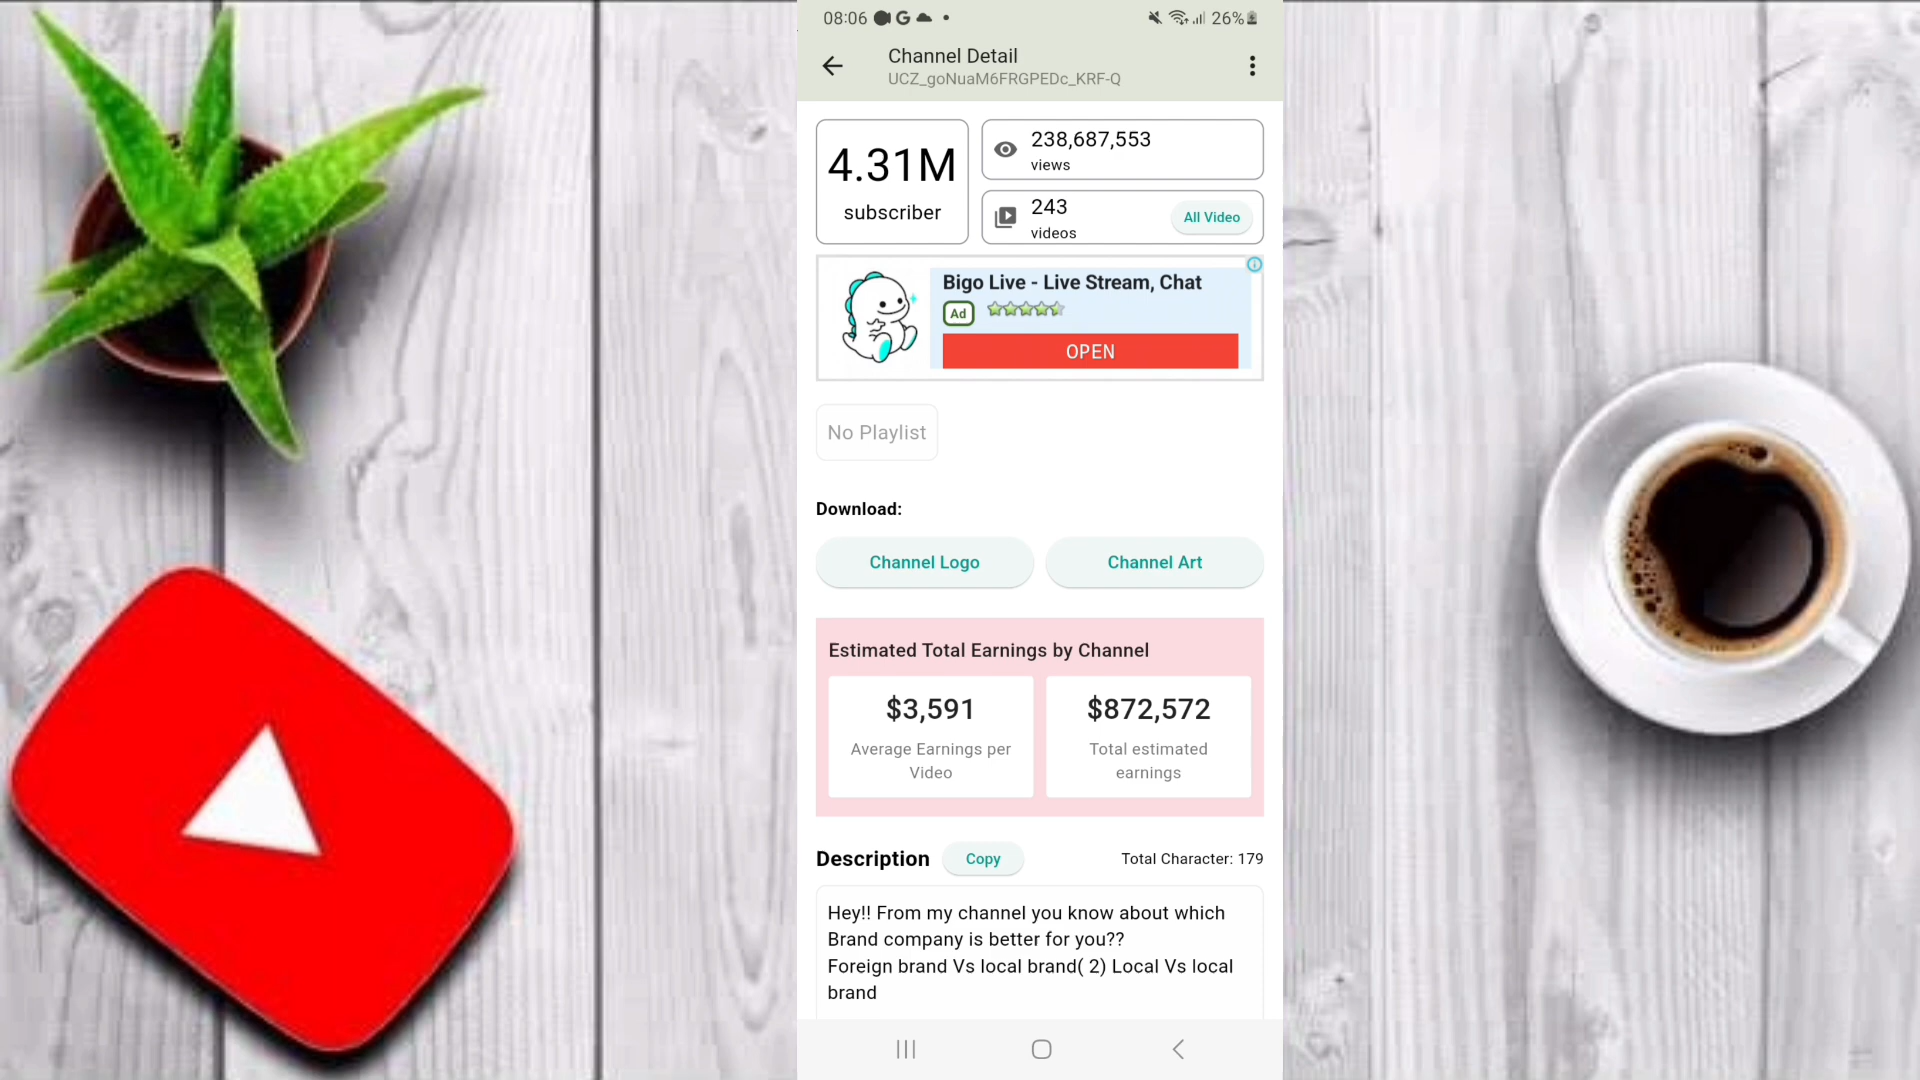 08:06
26%
Channel Detail
UCZ_goNuaM6FRGPEDc_KRF-Q
4.31M
subscriber
238,687,553
views
243
videos
All Video
Bigo Live - Live Stream, Chat
Ad
OPEN
No Playlist
Download:
Channel Logo
Channel Art
Estimated Total Earnings by Channel
$3,591
Average Earnings per
Video
$872,572
Total estimated
earnings
Description
Copy
Total Character: 179
Hey!! From my channel you know about which
Brand company is better for you??
Foreign brand Vs local brand( 2) Local Vs local
brand